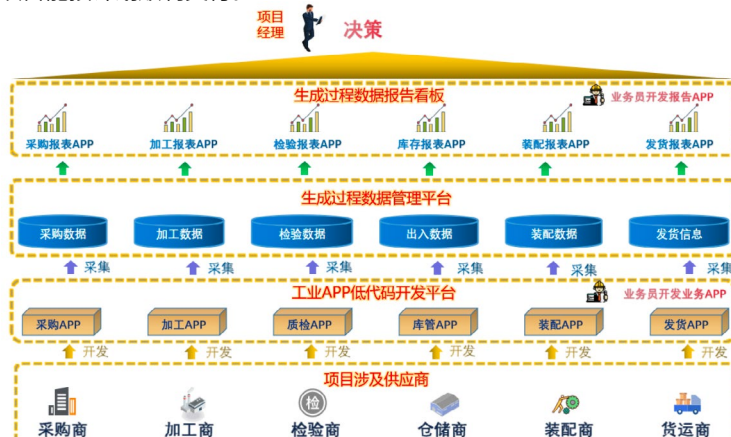 项目
经理
决策
生成过程数据报告看板
业务员开发报告APP
采购报表APP 加工报表APP 检验报表APP 库存报表APP 装配报表APP 发货报表APP
生成过程数据管理平台
采购数据 加工数据 检验数据 出入数据 装配数据 发货信息
采集 采集 采集 采集 采集 采集
工业APP低代码开发平台
业务员开发业务APP
采购APP 加工APP 质检APP 库管APP 装配APP 发货APP
开发 开发 开发 开发 开发 开发
项目涉及供应商
检
采购商 加工商 检验商 仓储商 装配商 货运商